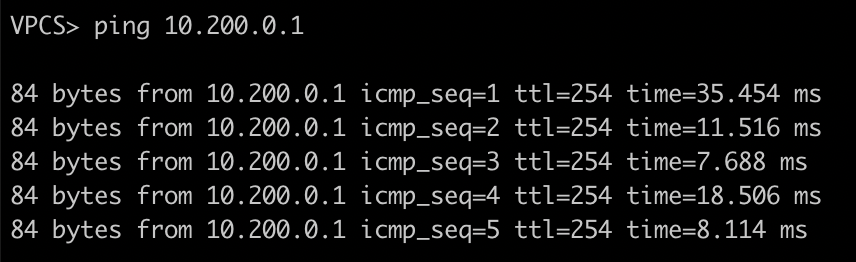 VPCS> ping 10.200.0.1
84 bytes from 10.200.0.1 icmp_seq=1 ttl=254 time=35.454 ms
84 bytes from 10.200.0.1 icmp_seq=2 ttl=254 time=11.516 ms
84 bytes from 10.200.0.1 icmp_seq=3 ttl=254 time=7.688 ms
84 bytes from 10.200.0.1 icmp_seq=4 ttl=254 time=18.506 ms
84 bytes from 10.200.0.1 icmp_seq=5 ttl=254 time=8.114 ms